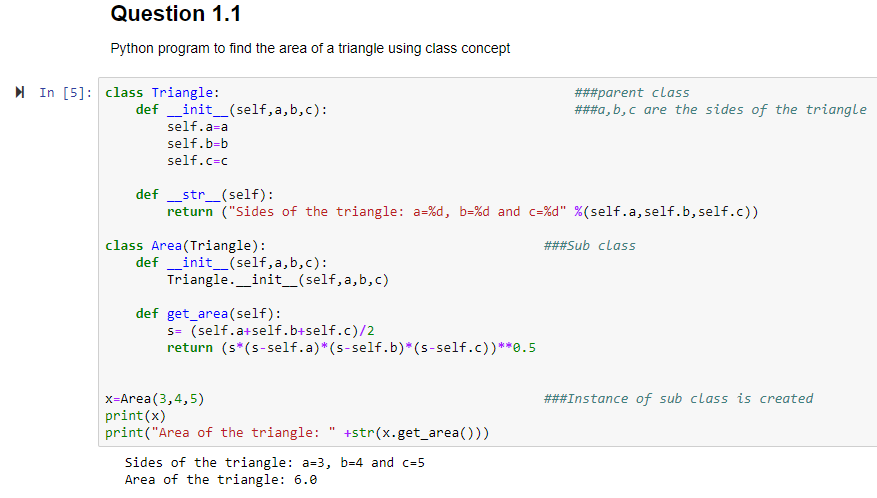 Question 1.1
Python program to find the area of a triangle using class concept
In [5]: class Triangle: ###parent class
def __init__(self,a,b,c): ###a,b,c are the sides of the triangle
self.a=a
self.b=b
self.c=c
def __str__(self):
return ("Sides of the triangle: a=%d, b=%d and c=%d" %(self.a,self.b,self.c))
class Area(Triangle): ###Sub class
def __init__(self,a,b,c):
Triangle.__init__(self,a,b,c)
def get_area(self):
s= (self.a+self.b+self.c)/2
return (s*(s-self.a)*(s-self.b)*(s-self.c))**0.5
x=Area(3,4,5) ###Instance of sub class is created
print(x)
print("Area of the triangle: " +str(x.get_area()))
Sides of the triangle: a=3, b=4 and c=5
Area of the triangle: 6.0